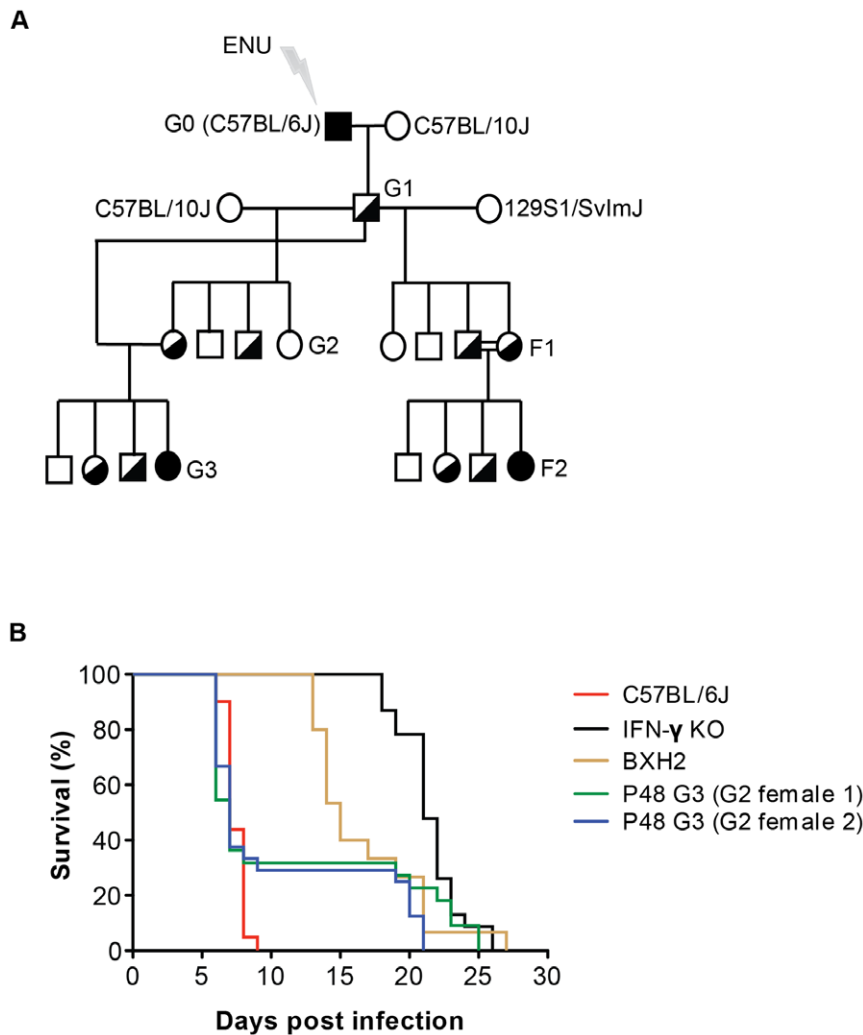 A
ENU
G0 (C57BL/6J)
C57BL/10J
G1
C57BL/10J
129S1/SvImJ
G2
F1
G3
F2
B
100
80
60
40
20
0
Survival (%)
0 5 10 15 20 25 30
Days post infection
C57BL/6J
IFN-γ KO
BXH2
P48 G3 (G2 female 1)
P48 G3 (G2 female 2)